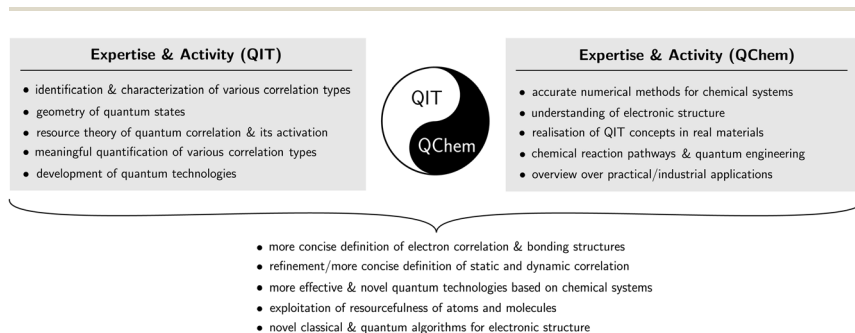 Expertise & Activity (QIT)
• identification & characterization of various correlation types
• geometry of quantum states
• resource theory of quantum correlation & its activation
• meaningful quantification of various correlation types
• development of quantum technologies
QIT
QChem
Expertise & Activity (QChem)
• accurate numerical methods for chemical systems
• understanding of electronic structure
• realisation of QIT concepts in real materials
• chemical reaction pathways & quantum engineering
• overview over practical/industrial applications
• more concise definition of electron correlation & bonding structures
• refinement/more concise definition of static and dynamic correlation
• more effective & novel quantum technologies based on chemical systems
• exploitation of resourcefulness of atoms and molecules
• novel classical & quantum algorithms for electronic structure